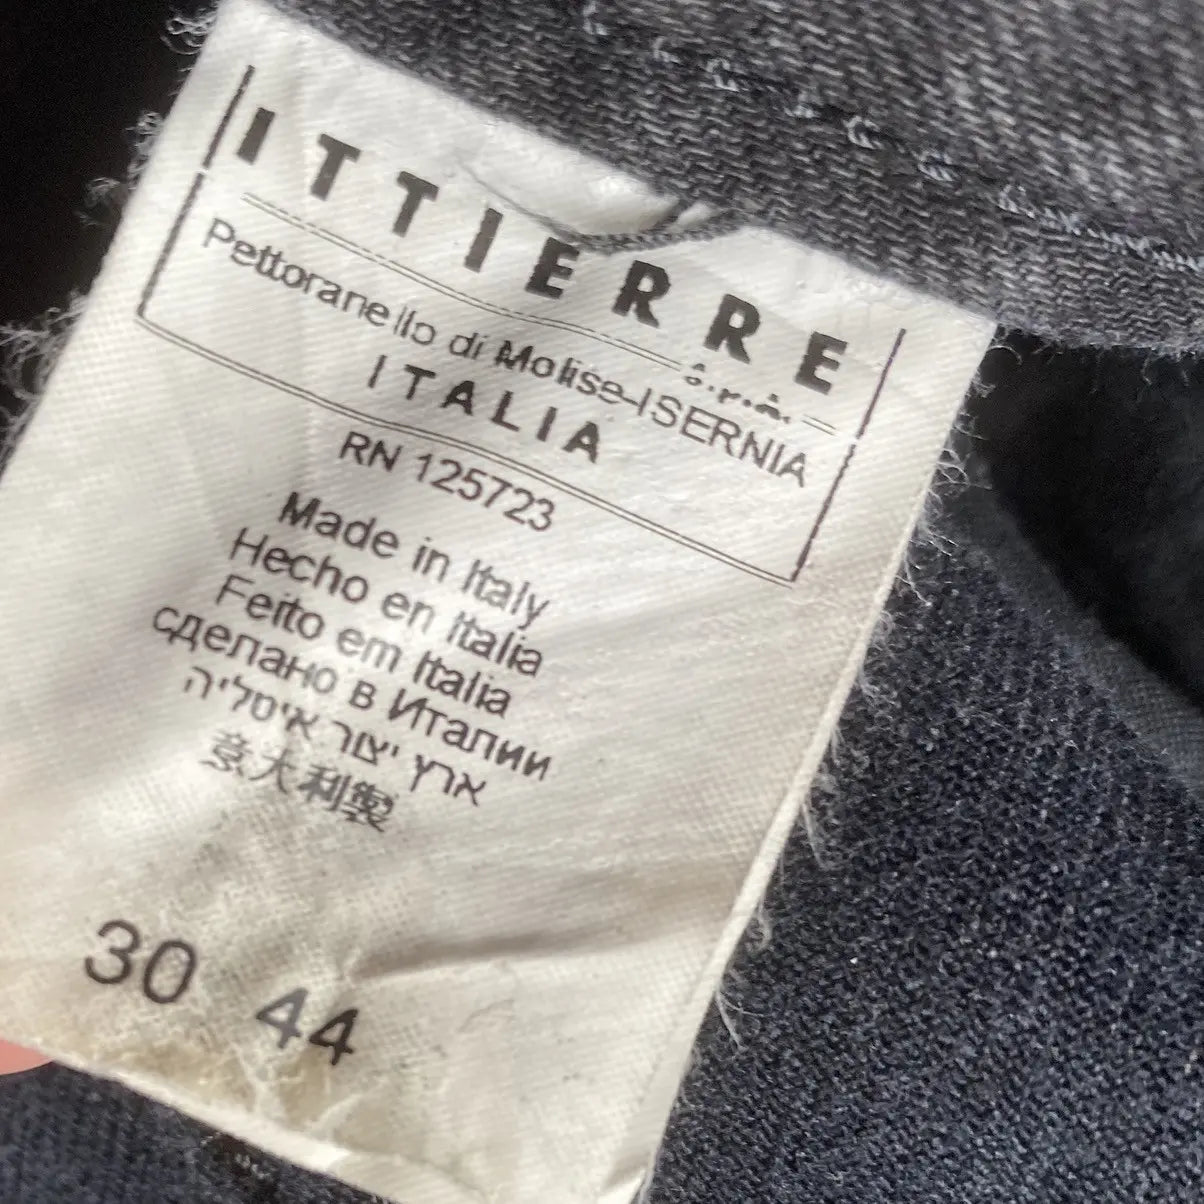 ITTIERRE
S.p.A.
Pettoranello di Molise-ISERNIA
ITALIA
RN 125723
Made in Italy
Hecho en Italia
Feito em Italia
сделано в Италии
ארץ יצור איטליה
意大利製
30 44